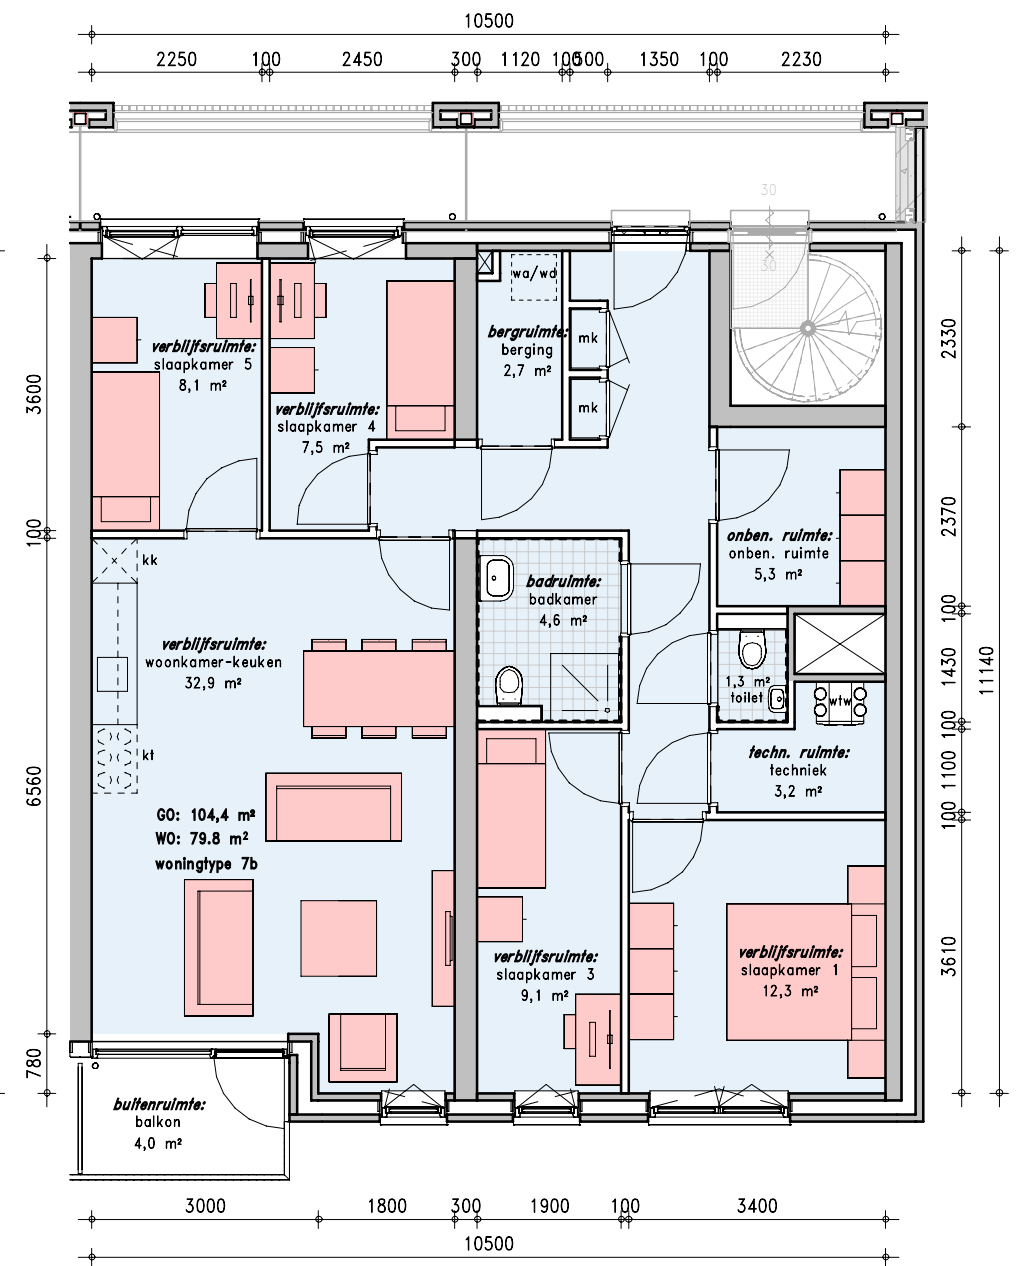 10500
2250 100 2450 300 1120 100 500 1350 100 2230
30
30
wa/wd
verblijfsruimte:
slaapkamer 5
8,1 m²
bergruimte:
berging
2,7 m²
mk
mk
verblijfsruimte:
slaapkamer 4
7,5 m²
3600
2330
100
2370
kk
onben. ruimte:
onben. ruimte
5,3 m²
badruimte:
badkamer
4,6 m²
100
verblijfsruimte:
woonkamer-keuken
32,9 m²
1,3 m²
toilet
1430
11140
wtw
100
kt
techn. ruimte:
techniek
3,2 m²
1100
6560
100
GO: 104,4 m²
WO: 79.8 m²
woningtype 7b
verblijfsruimte:
slaapkamer 3
9,1 m²
verblijfsruimte:
slaapkamer 1
12,3 m²
3610
780
buitenruimte:
balkon
4,0 m²
3000 1800 300 1900 100 3400
10500